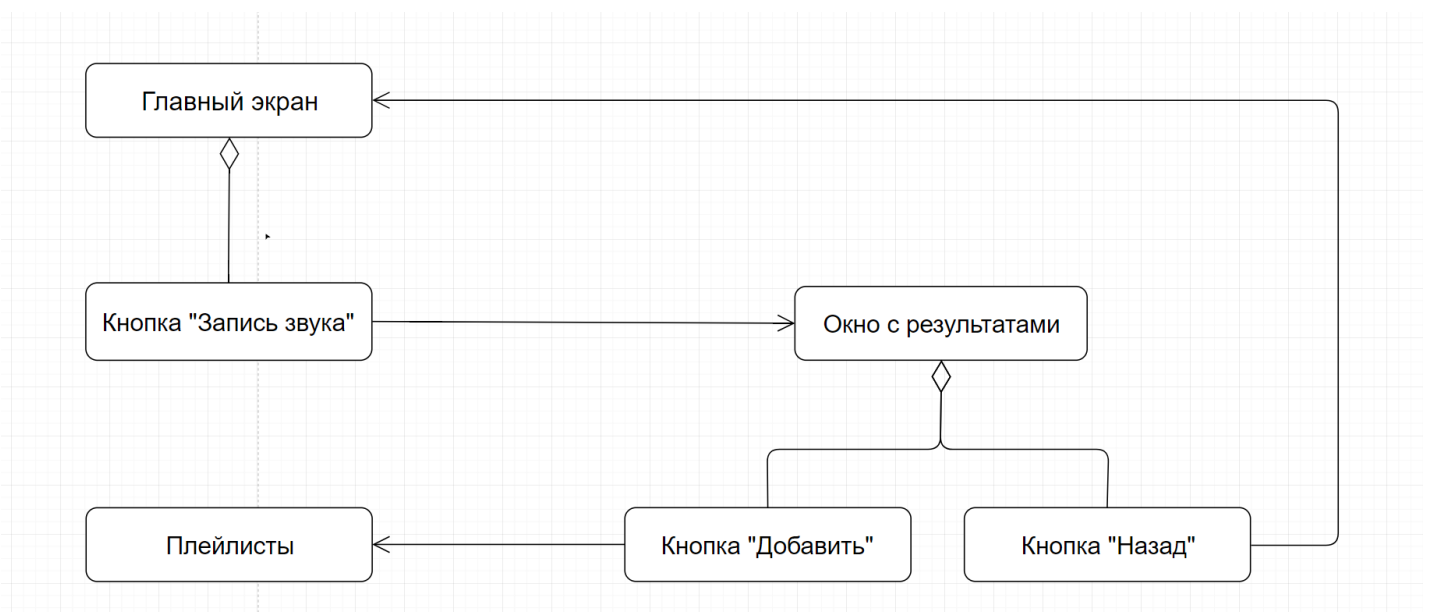 Главный экран
Кнопка "Запись звука"
Окно с результатами
Плейлисты
Кнопка "Добавить"
Кнопка "Назад"